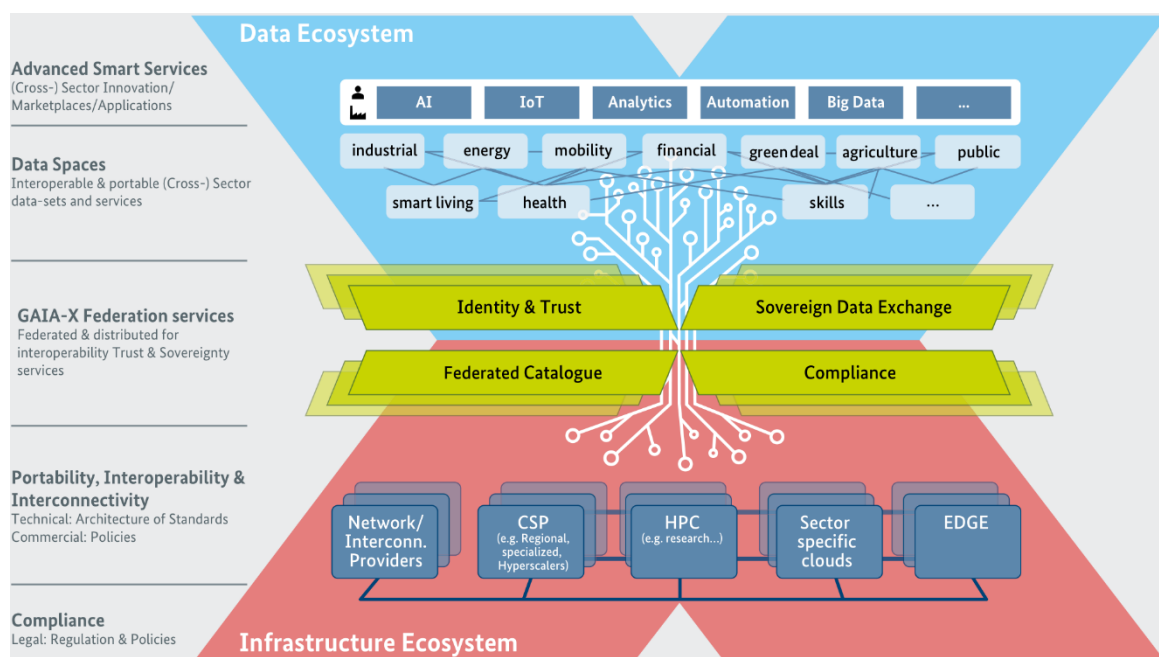 Data Ecosystem
Advanced Smart Services
(Cross-) Sector Innovation/
Marketplaces/Applications
AI
IoT
Analytics
Automation
Big Data
...
Data Spaces
Interoperable & portable (Cross-) Sector
data-sets and services
industrial
energy
mobility
financial
green deal
agriculture
public
smart living
health
skills
...
GAIA-X Federation services
Federated & distributed for
interoperability Trust & Sovereignty
services
Identity & Trust
Sovereign Data Exchange
Federated Catalogue
Compliance
Portability, Interoperability &
Interconnectivity
Technical: Architecture of Standards
Commercial: Policies
Network/
Interconn.
Providers
CSP
(e.g. Regional,
specialized,
Hyperscalers)
HPC
(e.g. research...)
Sector
specific
clouds
EDGE
Compliance
Legal: Regulation & Policies
Infrastructure Ecosystem